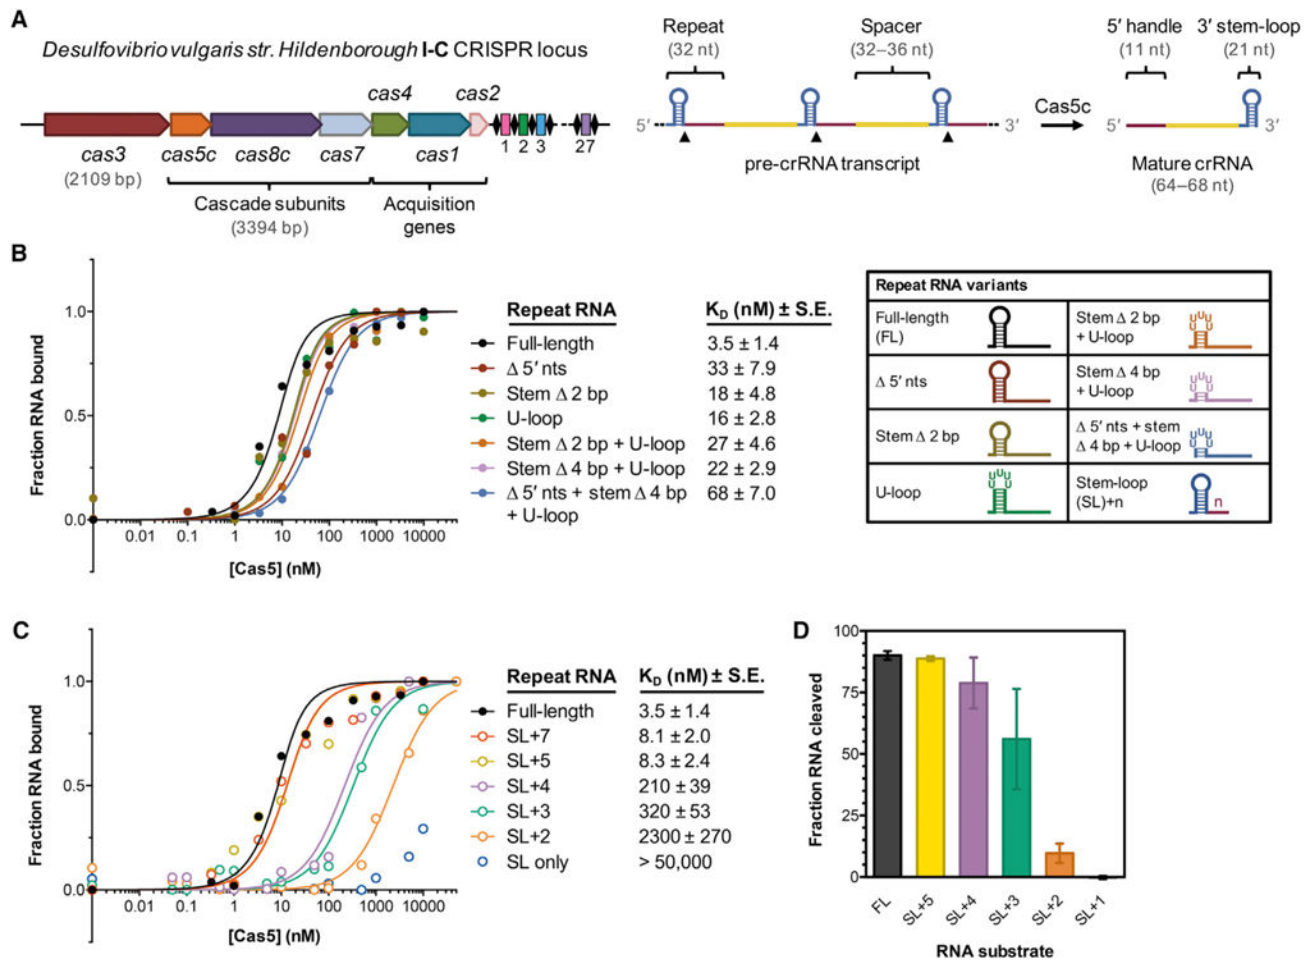 A
Desulfovibrio vulgaris str. Hildenborough I-C CRISPR locus
cas4
cas2
cas3
cas5c
cas8c
cas7
cas1
1
2
3
27
(2109 bp)
Cascade subunits
(3394 bp)
Acquisition
genes
Repeat
(32 nt)
Spacer
(32–36 nt)
5′
3′
pre-crRNA transcript
Cas5c
5′ handle
(11 nt)
3′ stem-loop
(21 nt)
5′
3′
Mature crRNA
(64–68 nt)
B
Fraction RNA bound
1.0
0.5
0.0
0.01
0.1
1
10
100
1000
10000
[Cas5] (nM)
Repeat RNA KD (nM) ± S.E.
Full-length 3.5 ± 1.4
Δ 5′ nts 33 ± 7.9
Stem Δ 2 bp 18 ± 4.8
U-loop 16 ± 2.8
Stem Δ 2 bp + U-loop 27 ± 4.6
Stem Δ 4 bp + U-loop 22 ± 2.9
Δ 5′ nts + stem Δ 4 bp 68 ± 7.0
+ U-loop
Repeat RNA variants
Full-length
(FL)
Stem Δ 2 bp
+ U-loop
U U U U U
Δ 5′ nts
Stem Δ 4 bp
+ U-loop
U U U U U
Stem Δ 2 bp
Δ 5′ nts + stem
Δ 4 bp + U-loop
U U U U U
U-loop
U U U U U
Stem-loop
(SL)+n
n
C
Fraction RNA bound
1.0
0.5
0.0
0.01
0.1
1
10
100
1000
10000
[Cas5] (nM)
Repeat RNA KD (nM) ± S.E.
Full-length 3.5 ± 1.4
SL+7 8.1 ± 2.0
SL+5 8.3 ± 2.4
SL+4 210 ± 39
SL+3 320 ± 53
SL+2 2300 ± 270
SL only > 50,000
D
Fraction RNA cleaved
100
75
50
25
0
FL
SL+5
SL+4
SL+3
SL+2
SL+1
RNA substrate